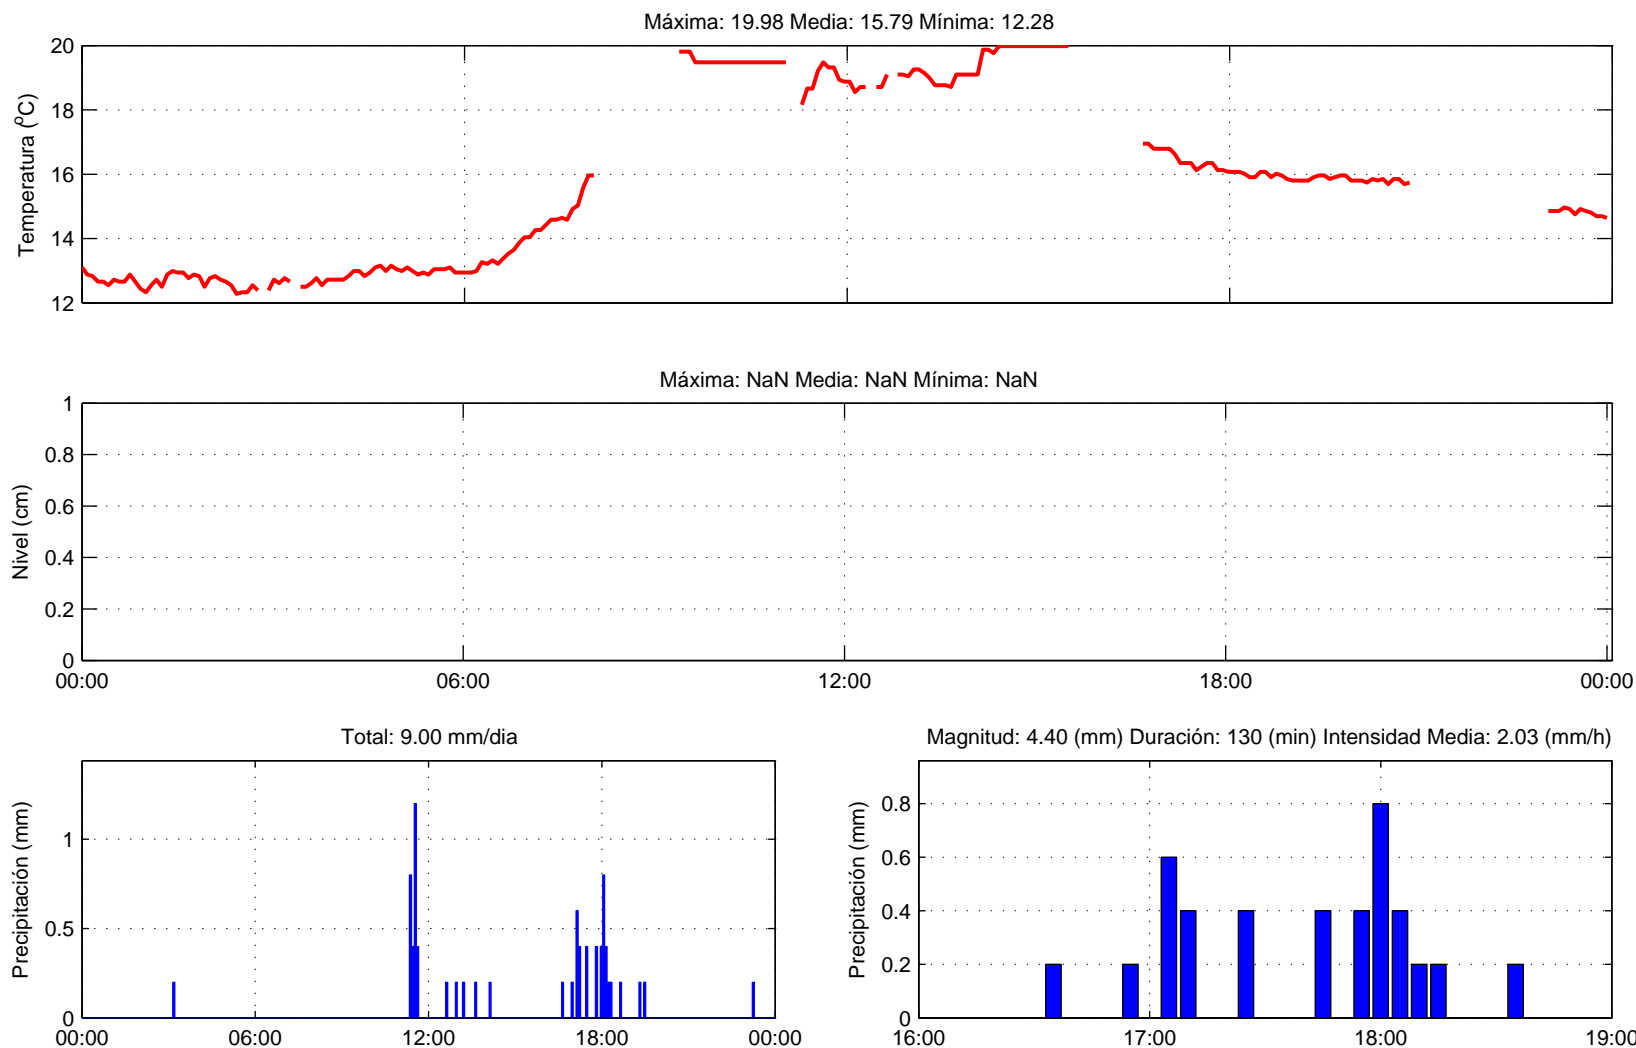 Máxima: 19.98 Media: 15.79 Mínima: 12.28
20
18
16
14
12
Temperatura (ºC)
Máxima: NaN Media: NaN Mínima: NaN
1
0.8
0.6
0.4
0.2
0
Nivel (cm)
00:00 06:00 12:00 18:00 00:00
Total: 9.00 mm/dia
1
0.5
0
Precipitación (mm)
00:00 06:00 12:00 18:00 00:00
Magnitud: 4.40 (mm) Duración: 130 (min) Intensidad Media: 2.03 (mm/h)
0.8
0.6
0.4
0.2
0
Precipitación (mm)
16:00 17:00 18:00 19:00